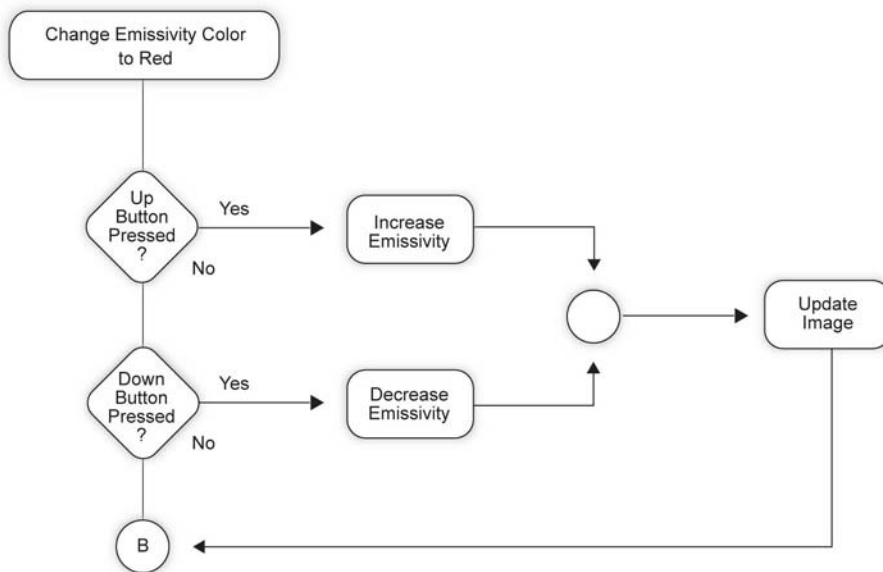 Change Emissivity Color
to Red
Up
Button
Pressed
?
Yes
No
Increase
Emissivity
Update
Image
Down
Button
Pressed
?
Yes
No
Decrease
Emissivity
B